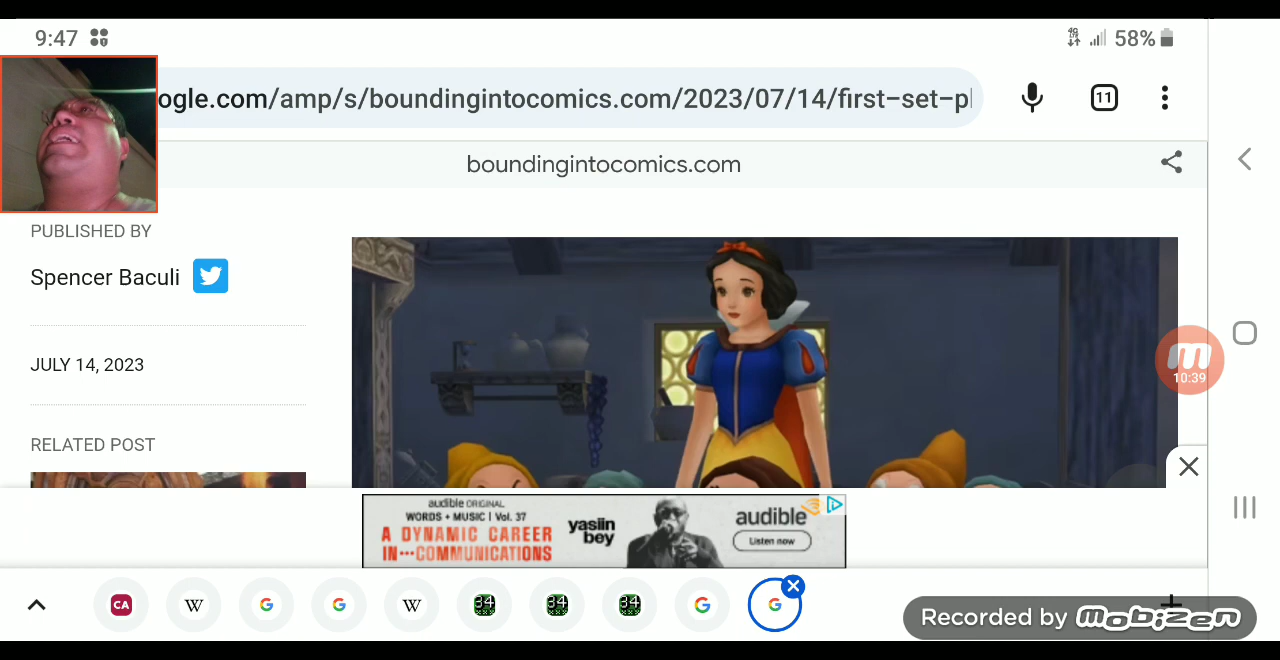 9:47
58%
ogle.com/amp/s/boundingintocomics.com/2023/07/14/first-set-p
11
boundingintocomics.com
PUBLISHED BY
Spencer Baculi
JULY 14, 2023
10:39
RELATED POST
audible ORIGINAL
WORDS + MUSIC | Vol. 37
A DYNAMIC CAREER
IN···COMMUNICATIONS
yasiin
bey
audible
Listen now
CA
W
G
G
W
34
34
34
G
G
Recorded by mobizen